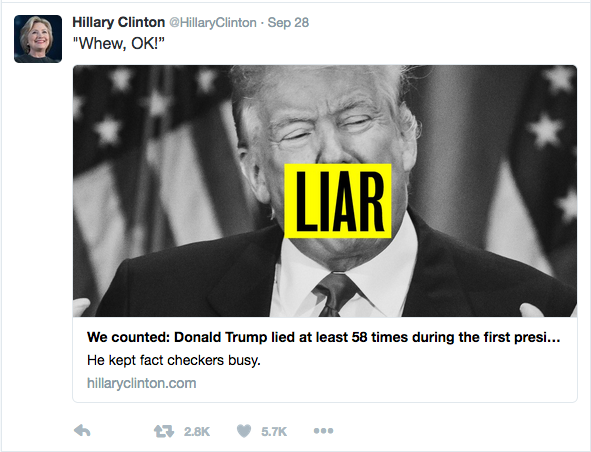 Hillary Clinton @HillaryClinton · Sep 28
"Whew, OK!”
LIAR
We counted: Donald Trump lied at least 58 times during the first presi...
He kept fact checkers busy.
hillaryclinton.com
2.8K 5.7K